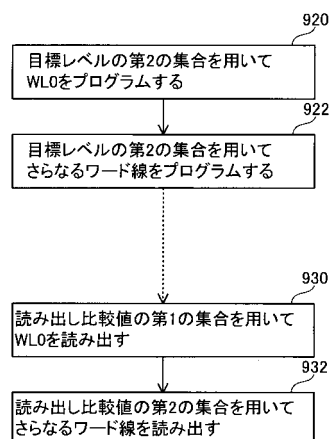 920
目標レベルの第2の集合を用いて
WL0をプログラムする
922
目標レベルの第2の集合を用いて
さらなるワード線をプログラムする
930
読み出し比較値の第1の集合を用いて
WL0を読み出す
932
読み出し比較値の第2の集合を用いて
さらなるワード線を読み出す